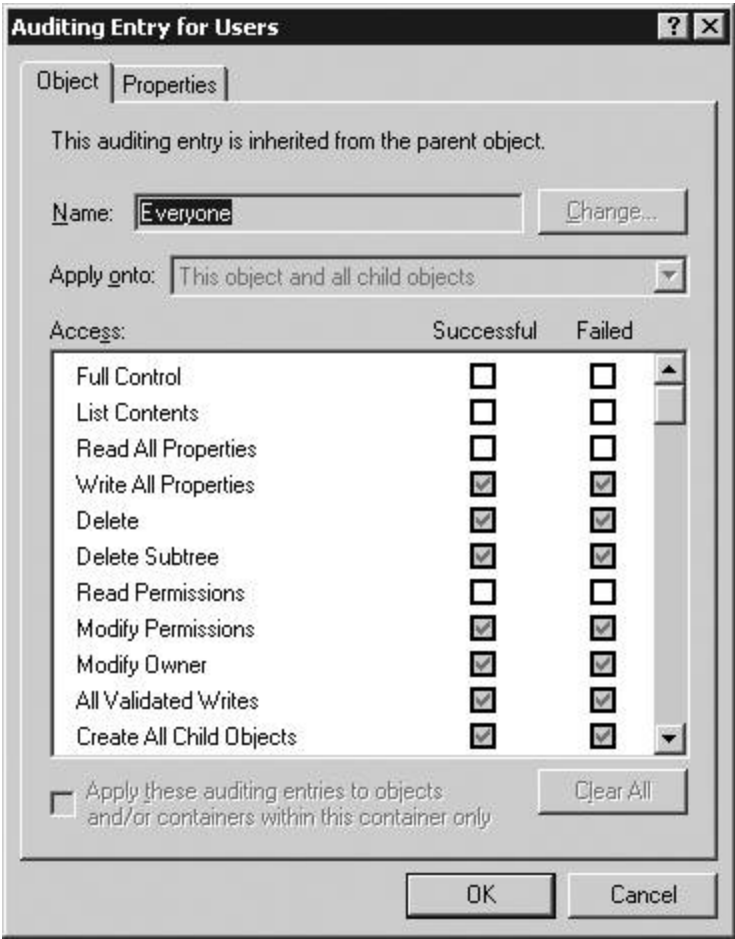 Auditing Entry for Users
Object Properties
This auditing entry is inherited from the parent object.
Name: Everyone Change...
Apply onto: This object and all child objects
Access: Successful Failed
Full Control
List Contents
Read All Properties
Write All Properties
Delete
Delete Subtree
Read Permissions
Modify Permissions
Modify Owner
All Validated Writes
Create All Child Objects
Apply these auditing entries to objects
and/or containers within this container only
Clear All
OK Cancel